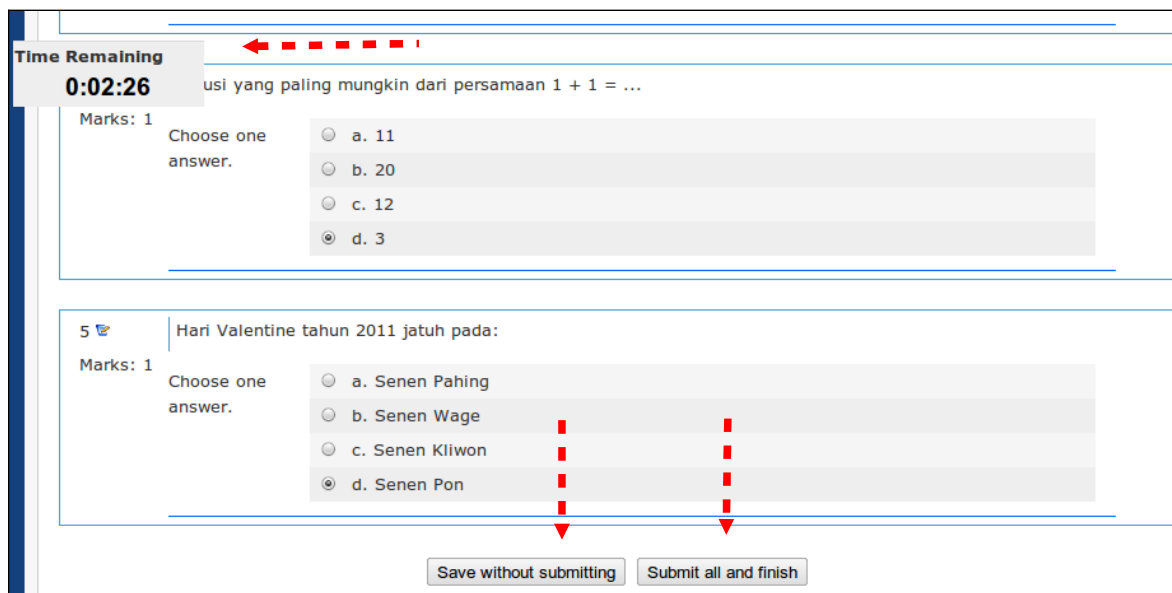 Time Remaining
0:02:26
usi yang paling mungkin dari persamaan 1 + 1 = ...
Marks: 1
Choose one
answer.
a. 11
b. 20
c. 12
d. 3
5
Hari Valentine tahun 2011 jatuh pada:
Marks: 1
Choose one
answer.
a. Senen Pahing
b. Senen Wage
c. Senen Kliwon
d. Senen Pon
Save without submitting
Submit all and finish